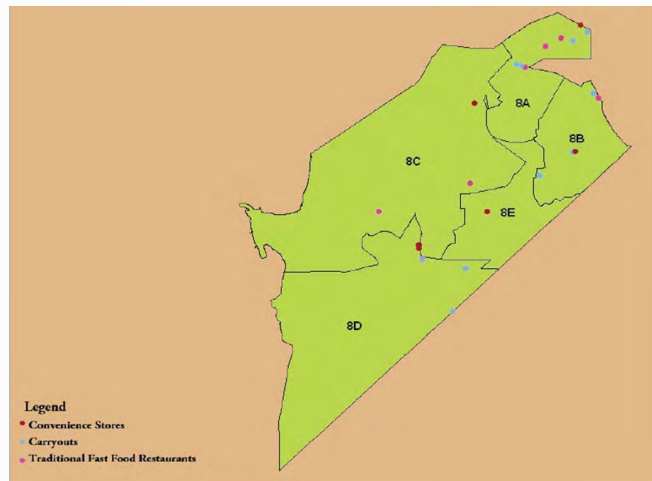 8A
8B
8C
8E
8D
Legend
Convenience Stores
Carryouts
Traditional Fast Food Restaurants